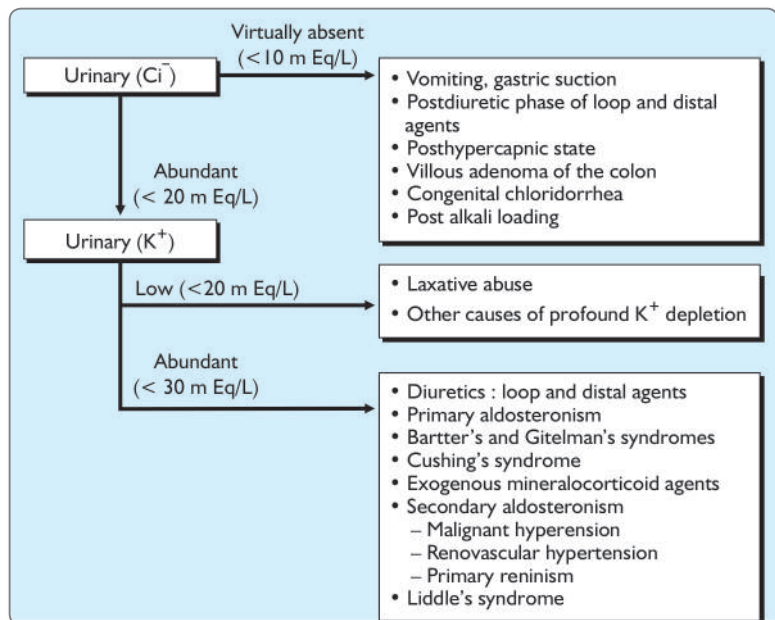 Virtually absent
(<10 m Eq/L)
Urinary (Ci⁻)
• Vomiting, gastric suction
• Postdiuretic phase of loop and distal
agents
• Posthypercapnic state
• Villous adenoma of the colon
• Congenital chloridorrhea
• Post alkali loading
Abundant
(< 20 m Eq/L)
Urinary (K⁺)
Low (<20 m Eq/L)
• Laxative abuse
• Other causes of profound K⁺ depletion
Abundant
(< 30 m Eq/L)
• Diuretics : loop and distal agents
• Primary aldosteronism
• Bartter's and Gitelman's syndromes
• Cushing's syndrome
• Exogenous mineralocorticoid agents
• Secondary aldosteronism
– Malignant hyperension
– Renovascular hypertension
– Primary reninism
• Liddle's syndrome